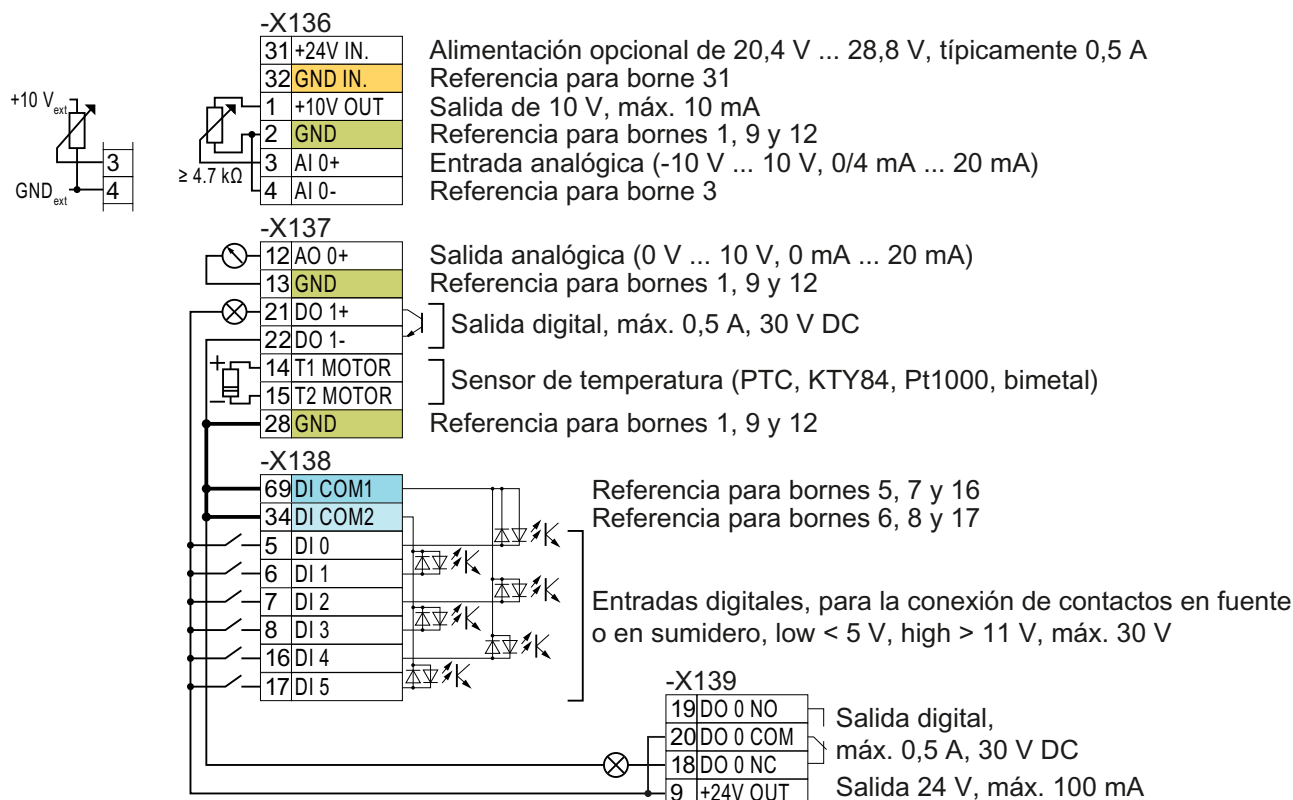 -X136
31 +24V IN. Alimentación opcional de 20,4 V ... 28,8 V, típicamente 0,5 A
32 GND IN. Referencia para borne 31
+10 Vext
1 +10V OUT Salida de 10 V, máx. 10 mA
2 GND Referencia para bornes 1, 9 y 12
3
3 AI 0+ Entrada analógica (-10 V ... 10 V, 0/4 mA ... 20 mA)
≥ 4.7 kΩ
GNDext 4
4 AI 0- Referencia para borne 3
-X137
12 AO 0+ Salida analógica (0 V ... 10 V, 0 mA ... 20 mA)
13 GND Referencia para bornes 1, 9 y 12
21 DO 1+
Salida digital, máx. 0,5 A, 30 V DC
22 DO 1-
+
14 T1 MOTOR
Sensor de temperatura (PTC, KTY84, Pt1000, bimetal)
–
15 T2 MOTOR
28 GND Referencia para bornes 1, 9 y 12
-X138
69 DI COM1 Referencia para bornes 5, 7 y 16
34 DI COM2 Referencia para bornes 6, 8 y 17
5 DI 0
6 DI 1
7 DI 2 Entradas digitales, para la conexión de contactos en fuente
8 DI 3 o en sumidero, low < 5 V, high > 11 V, máx. 30 V
16 DI 4
17 DI 5
-X139
19 DO 0 NO Salida digital,
20 DO 0 COM máx. 0,5 A, 30 V DC
18 DO 0 NC
9 +24V OUT Salida 24 V, máx. 100 mA